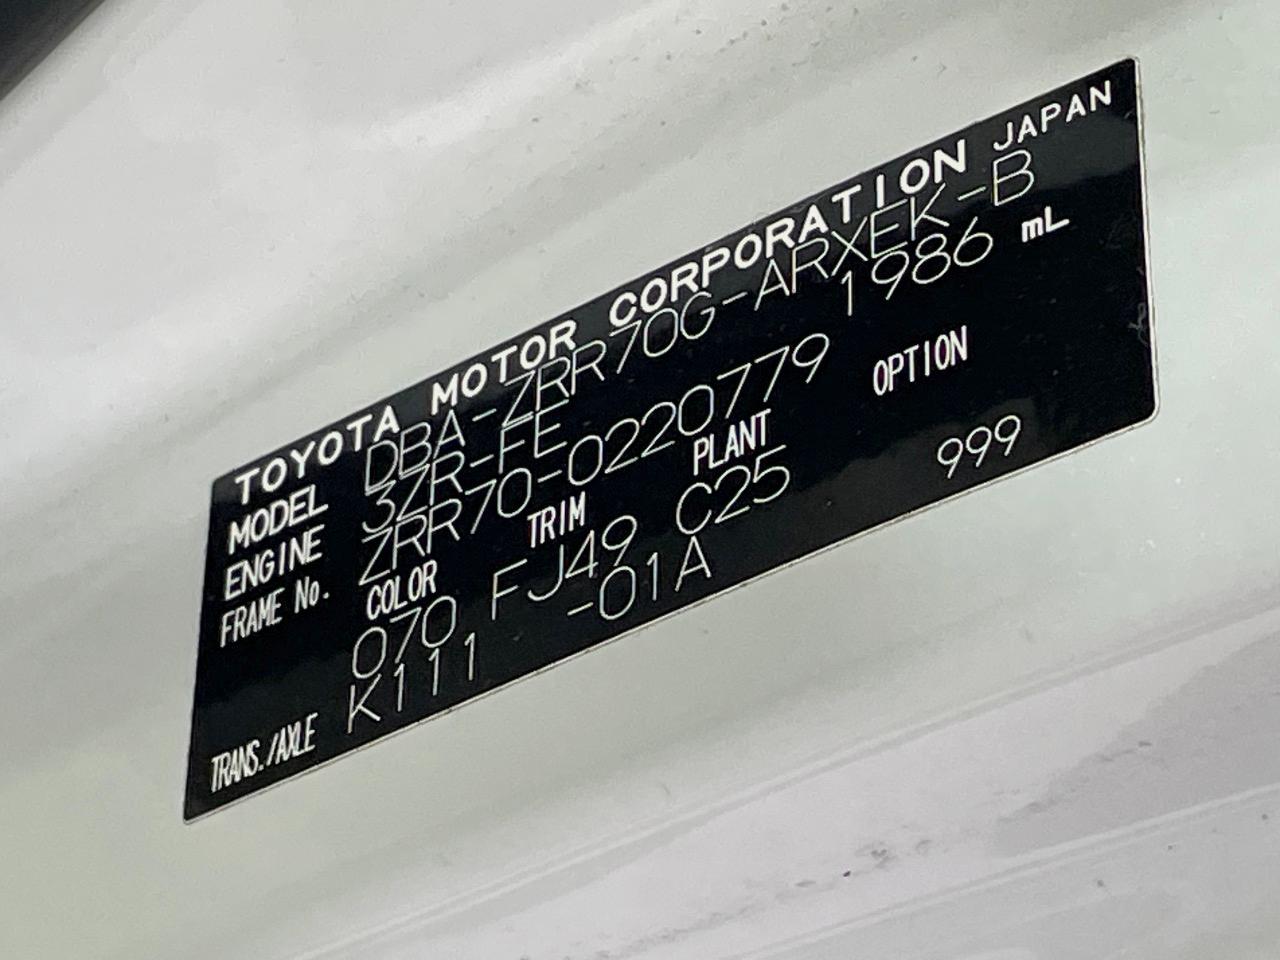 TOYOTA MOTOR CORPORATION JAPAN
MODEL DBA-ZRR70G-ARXEK-B
ENGINE 3ZR-FE 1986 mL
FRAME No. ZRR70-0220779
COLOR TRIM PLANT OPTION
070 FJ49 C25 999
TRANS./AXLE K111 -01A